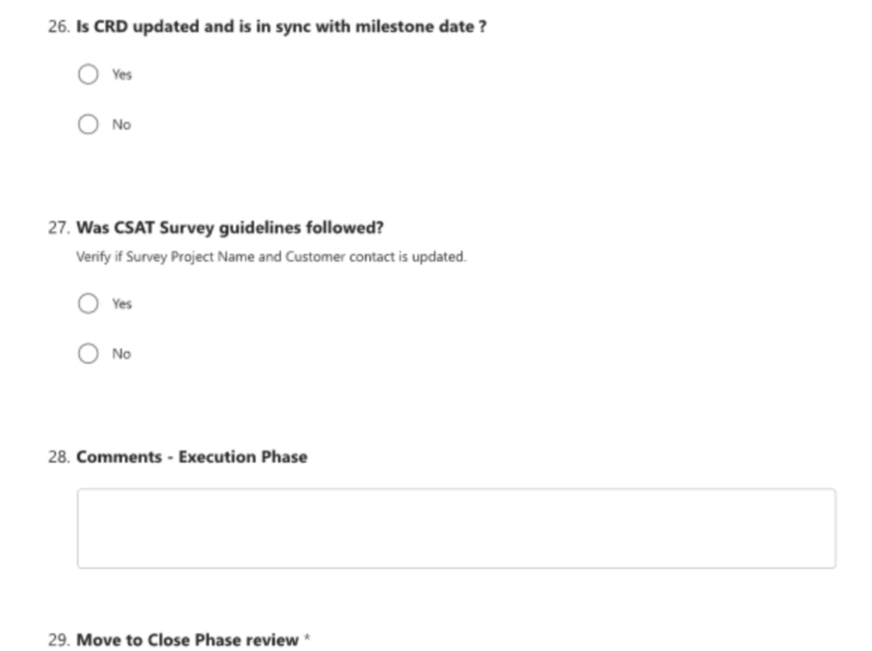 26. Is CRD updated and is in sync with milestone date ?
Yes
No
27. Was CSAT Survey guidelines followed?
Verify if Survey Project Name and Customer contact is updated.
Yes
No
28. Comments - Execution Phase
29. Move to Close Phase review *